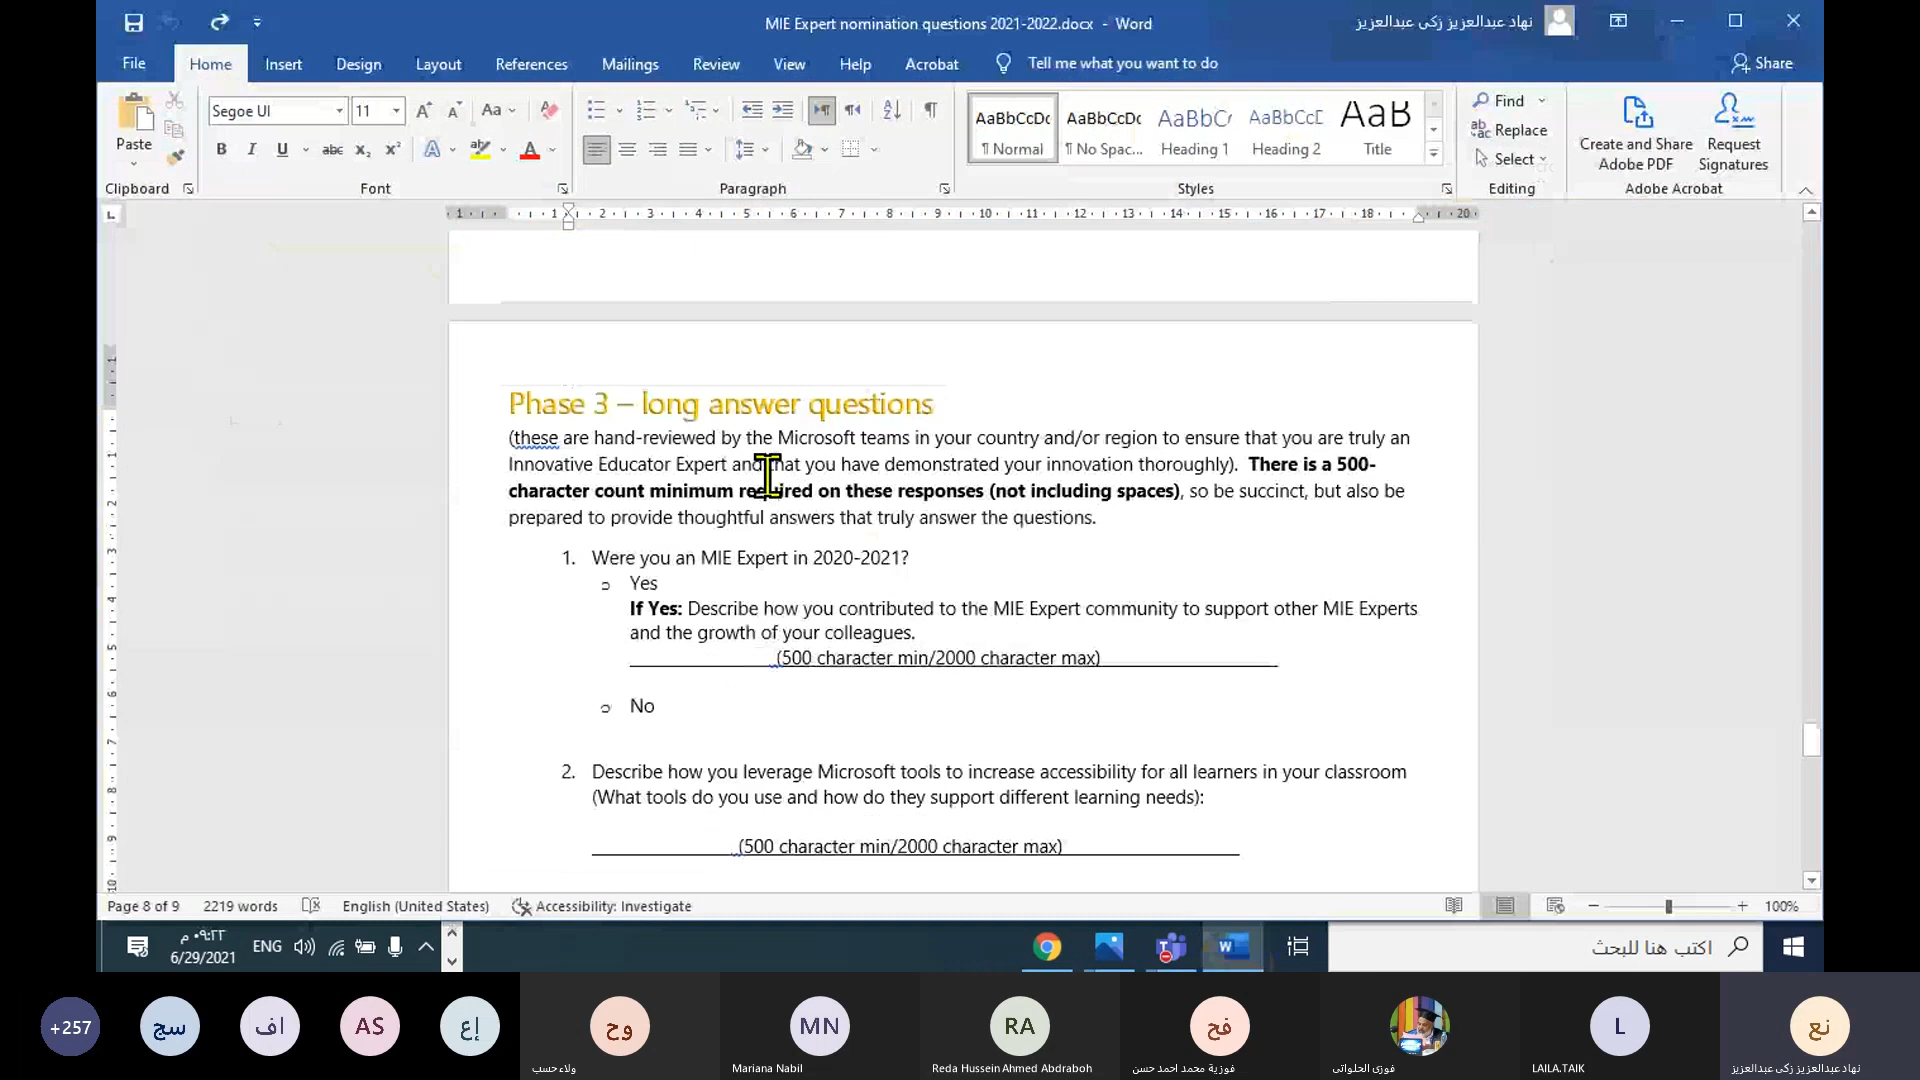 MIE Expert nomination questions 2021-2022.docx - Word
نهاد عبدالعزيز زكى عبدالعزيز
File Home Insert Design Layout References Mailings Review View Help Acrobat Tell me what you want to do Share
Paste
Clipboard
Segoe UI 11
Font
Paragraph
AaBbCcDc AaBbCcDc AaBbC AaBbCcD AaB
¶ Normal ¶ No Spac... Heading 1 Heading 2 Title
Styles
Find
Replace
Select
Editing
Create and Share Adobe PDF
Request Signatures
Adobe Acrobat
Phase 3 – long answer questions
(these are hand-reviewed by the Microsoft teams in your country and/or region to ensure that you are truly an
Innovative Educator Expert and that you have demonstrated your innovation thoroughly). There is a 500-
character count minimum required on these responses (not including spaces), so be succinct, but also be
prepared to provide thoughtful answers that truly answer the questions.
1. Were you an MIE Expert in 2020-2021?
Yes
If Yes: Describe how you contributed to the MIE Expert community to support other MIE Experts
and the growth of your colleagues.
(500 character min/2000 character max)
No
2. Describe how you leverage Microsoft tools to increase accessibility for all learners in your classroom
(What tools do you use and how do they support different learning needs):
(500 character min/2000 character max)
Page 8 of 9 2219 words English (United States) Accessibility: Investigate 100%
٠٩:٢٢ م
6/29/2021
ENG
اكتب هنا للبحث
+257 سج اف AS إع وح MN RA فح L نع
ولاء حسب
Mariana Nabil
Reda Hussein Ahmed Abdraboh
فوزية محمد احمد حسن
فوزى الحلوانى
LAILA.TAIK
نهاد عبدالعزيز زكى عبدالعزيز